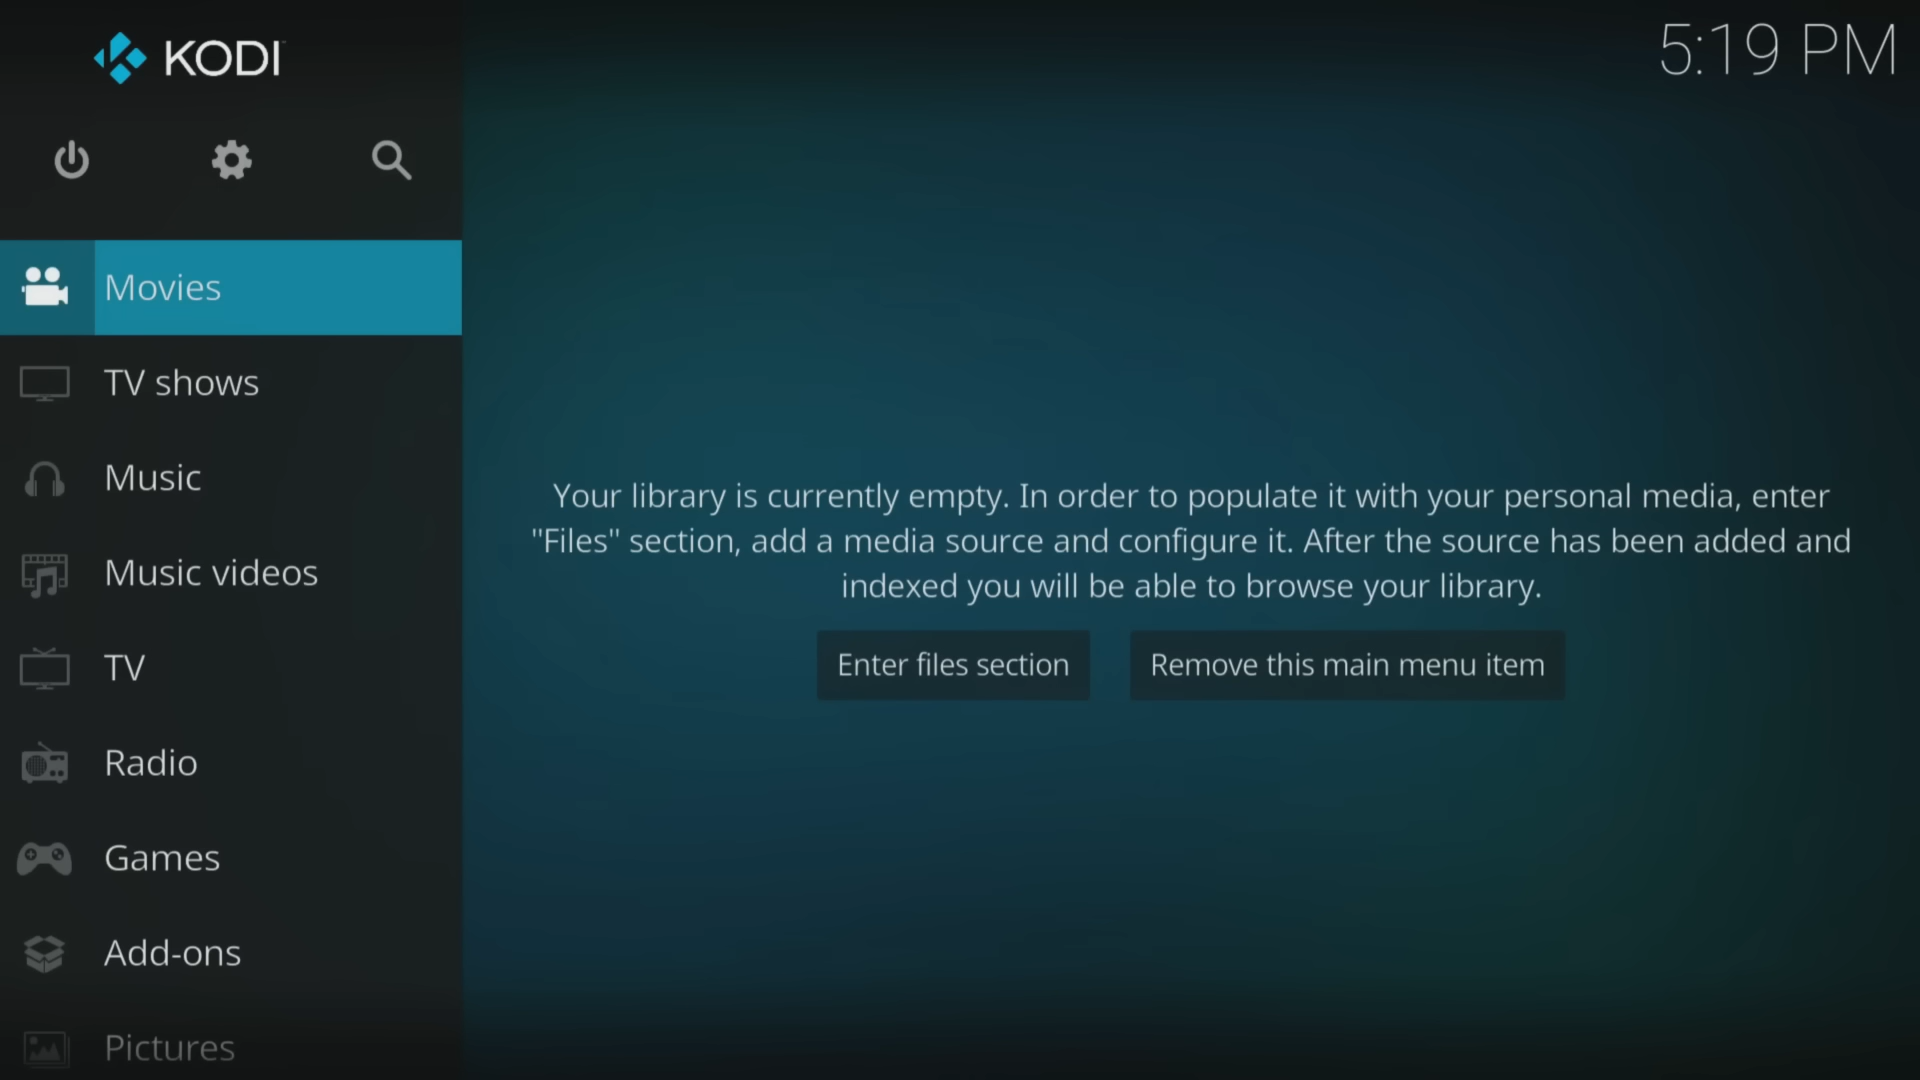 KODI
5:19 PM
Movies
TV shows
Music
Music videos
TV
Radio
Games
Add-ons
Pictures
Your library is currently empty. In order to populate it with your personal media, enter
"Files" section, add a media source and configure it. After the source has been added and
indexed you will be able to browse your library.
Enter files section
Remove this main menu item